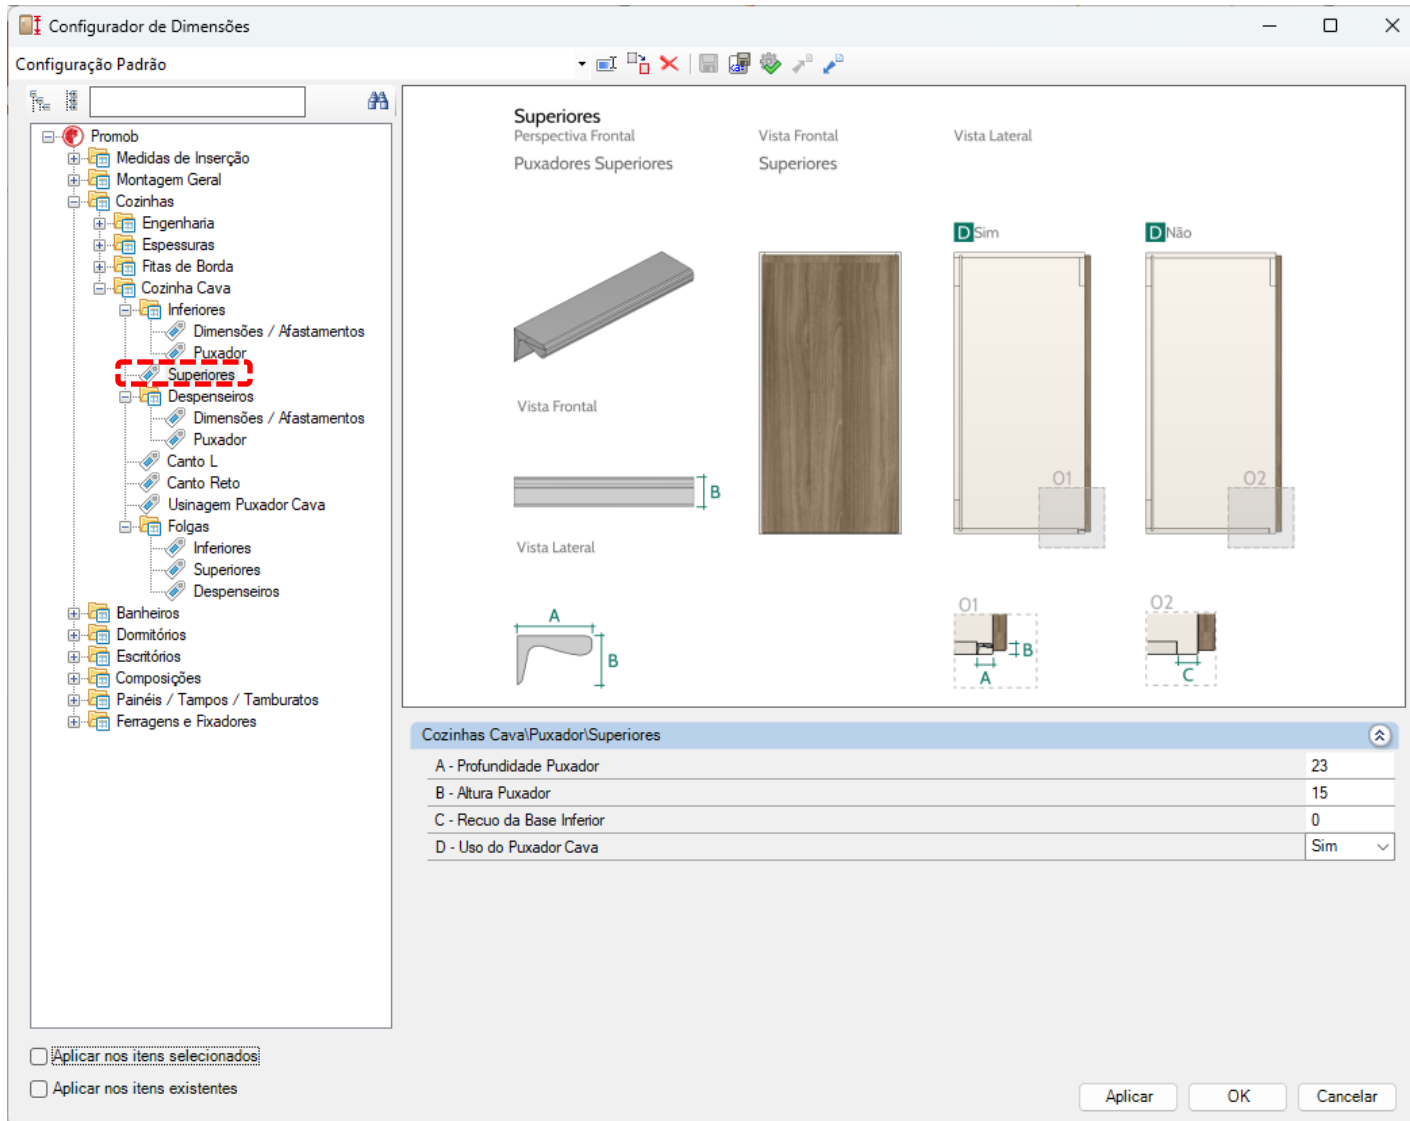 Configurador de Dimensões
Configuração Padrão
Promob
Medidas de Inserção
Montagem Geral
Cozinhas
Engenharia
Espessuras
Fitas de Borda
Cozinha Cava
Inferiores
Dimensões / Afastamentos
Puxador
Superiores
Despenseiros
Dimensões / Afastamentos
Puxador
Canto L
Canto Reto
Usinagem Puxador Cava
Folgas
Inferiores
Superiores
Despenseiros
Banheiros
Dormitórios
Escritórios
Composições
Painéis / Tampos / Tamburatos
Ferragens e Fixadores
Aplicar nos itens selecionados
Aplicar nos itens existentes
Superiores
Perspectiva Frontal
Puxadores Superiores
Vista Frontal
Superiores
Vista Lateral
D Sim
D Não
Vista Frontal
B
Vista Lateral
A
B
O1
O2
O1
B
A
O2
C
Cozinhas Cava\Puxador\Superiores
A - Profundidade Puxador 23
B - Altura Puxador 15
C - Recuo da Base Inferior 0
D - Uso do Puxador Cava Sim
Aplicar OK Cancelar